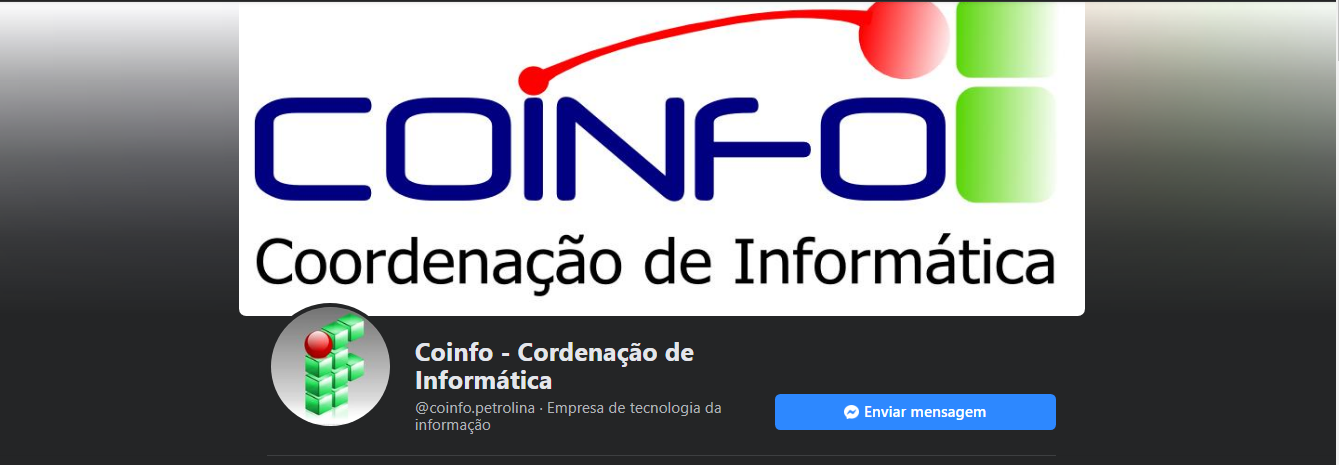 COINFO
Coordenação de Informática
Coinfo - Cordenação de
Informática
@coinfo.petrolina · Empresa de tecnologia da
informação
Enviar mensagem